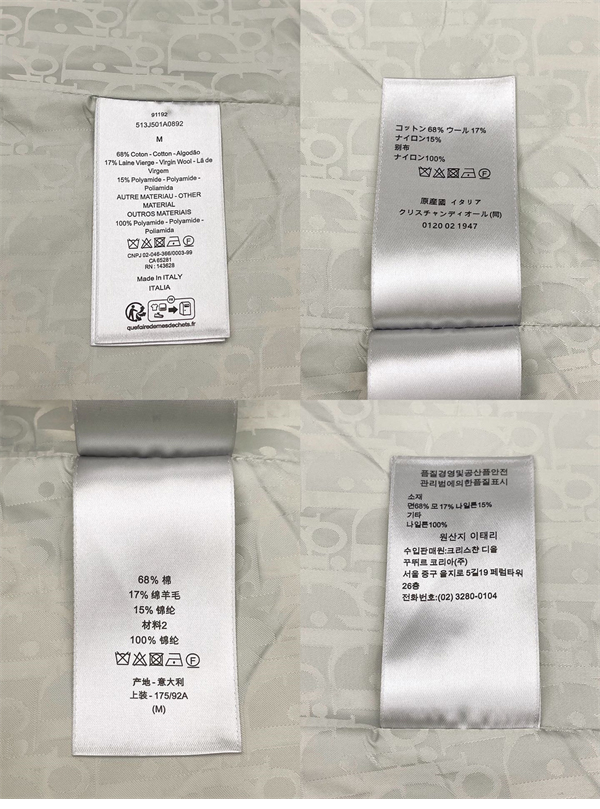 91192
513J501A0892
M
68% Coton - Cotton - Algodão
17% Laine Vierge - Virgin Wool - Lã de
Virgem
15% Polyamide - Polyamide -
Poliamida
AUTRE MATERIAU - OTHER
MATERIAL
OUTROS MATERIAIS
100% Polyamide - Polyamide -
Poliamida
CNPJ 02-046-366/0003-99
CA 65281
RN : 143628
Made In ITALY
ITALIA
FR
quefairedemesdechets.fr
コットン 68% ウール 17%
ナイロン15%
別布
ナイロン100%
原産國 イタリア
クリスチャンディオール(同)
0120 02 1947
68% 棉
17% 绵羊毛
15% 锦纶
材料2
100% 锦纶
产地 - 意大利
上装 - 175/92A
(M)
품질경영및공산품안전
관리법에의한품질표시
소재
면68% 모 17% 나일론15%
기타
나일론100%
원산지 이태리
수입판매원:크리스챤 디올
꾸뛰르 코리아(주)
서울 중구 을지로 5길19 페럼타워
26층
전화번호:(02) 3280-0104